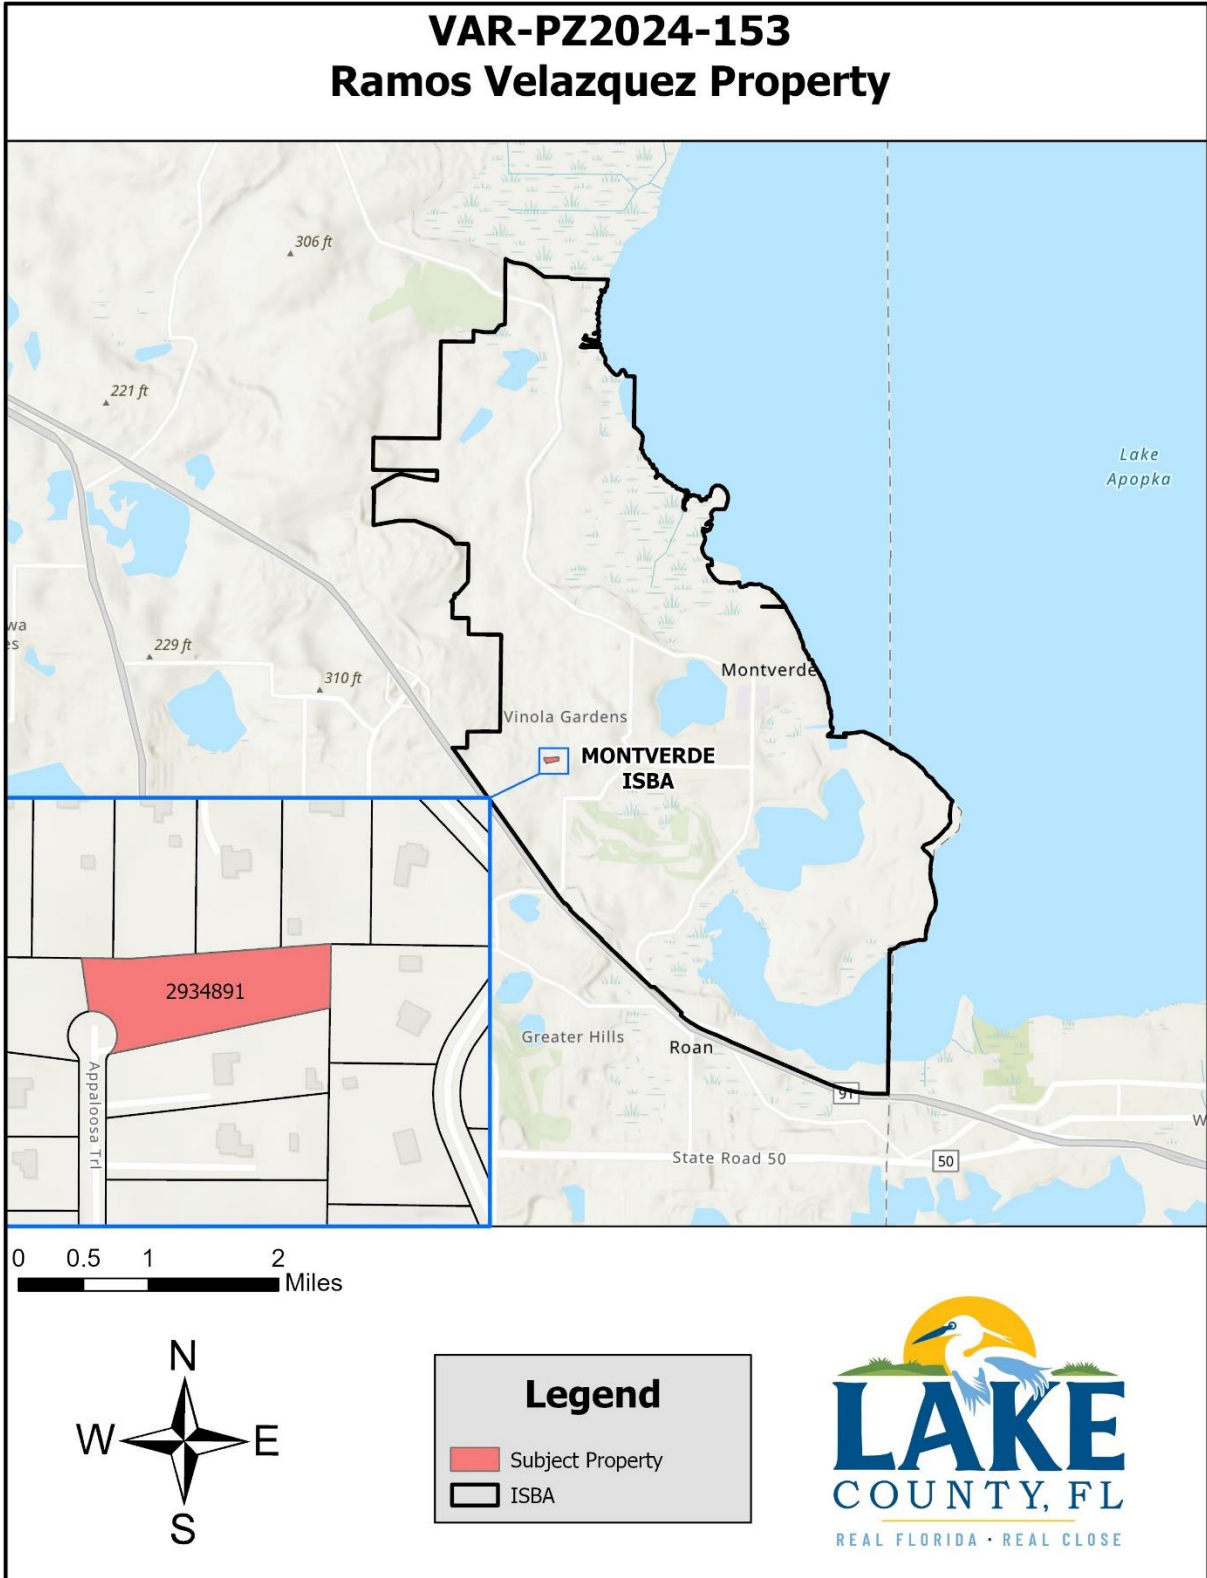 VAR-PZ2024-153
Ramos Velazquez Property
306 ft
221 ft
Lake
Apopka
wa
es
229 ft
310 ft
Montverde
Vinola Gardens
MONTVERDE
ISBA
2934891
Appaloosa Trl
Greater Hills
Roan
91
W
State Road 50
50
0 0.5 1 2
Miles
N
W E
S
Legend
Subject Property
ISBA
LAKE
COUNTY, FL
REAL FLORIDA • REAL CLOSE